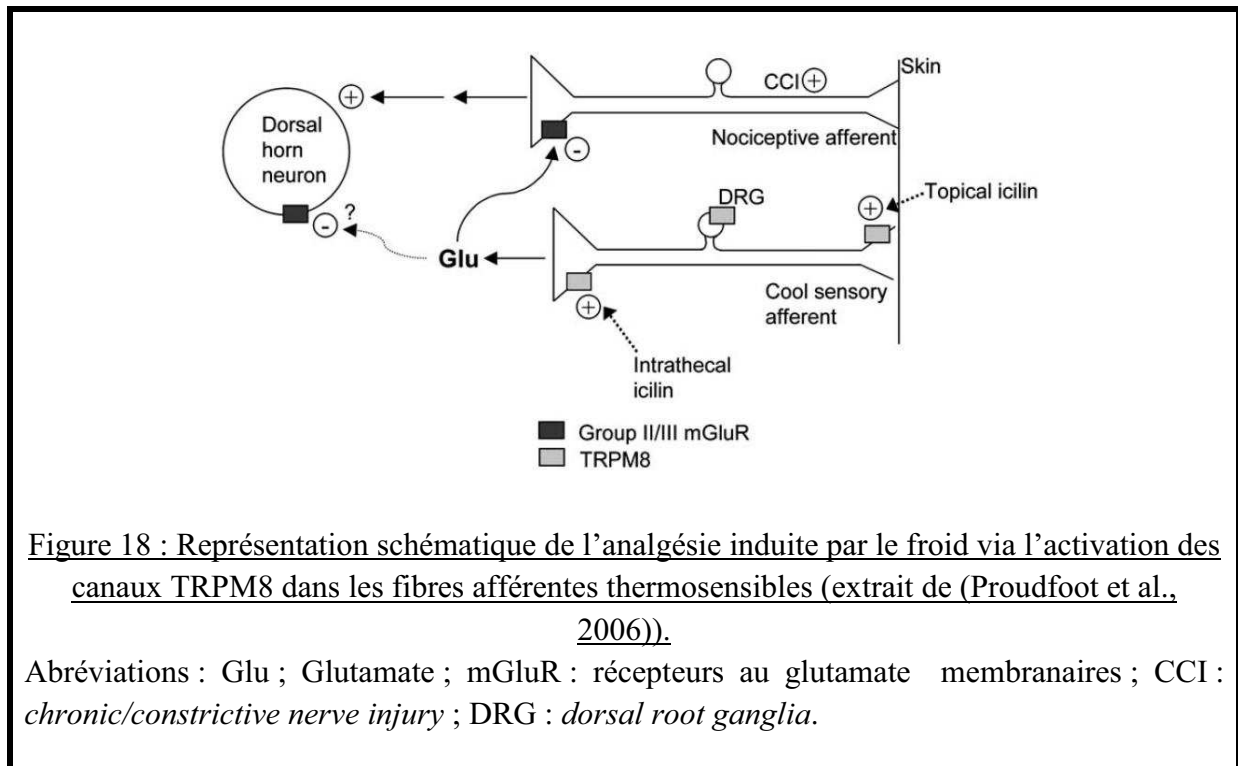 Skin
CCI +
+
Dorsal
horn
neuron
Nociceptive afferent
-
DRG
+
Topical icilin
?
-
Glu
Cool sensory
afferent
+
Intrathecal
icilin
Group II/III mGluR
TRPM8
Figure 18 : Représentation schématique de l’analgésie induite par le froid via l’activation des
canaux TRPM8 dans les fibres afférentes thermosensibles (extrait de (Proudfoot et al.,
2006)).
Abréviations : Glu ; Glutamate ; mGluR : récepteurs au glutamate membranaires ; CCI :
chronic/constrictive nerve injury ; DRG : dorsal root ganglia.